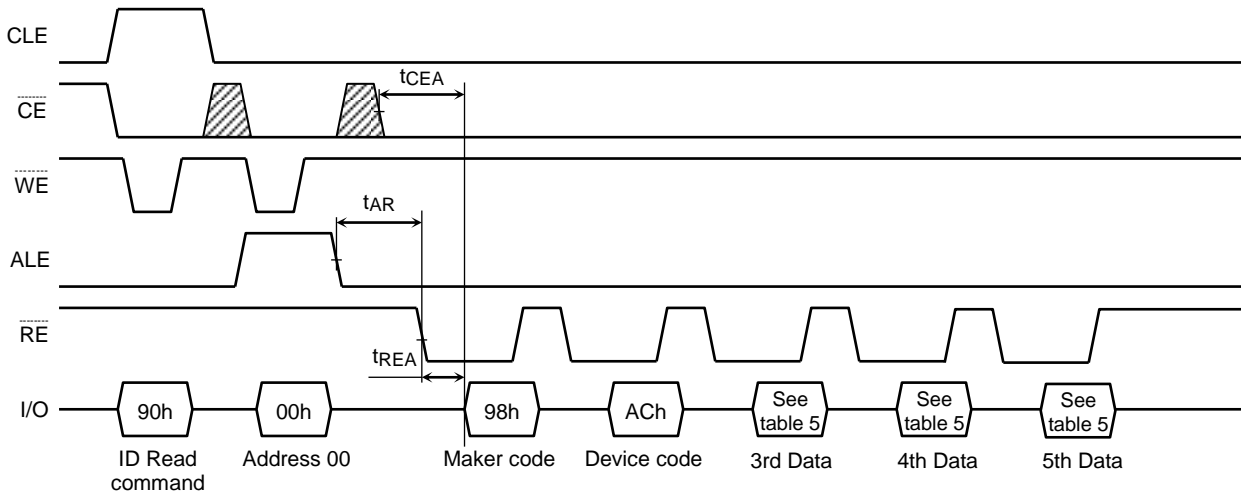 CLE
tCEA
CE
WE
tAR
ALE
RE
tREA
I/O
90h
00h
98h
ACh
See
table 5
See
table 5
See
table 5
ID Read
command
Address 00
Maker code
Device code
3rd Data
4th Data
5th Data